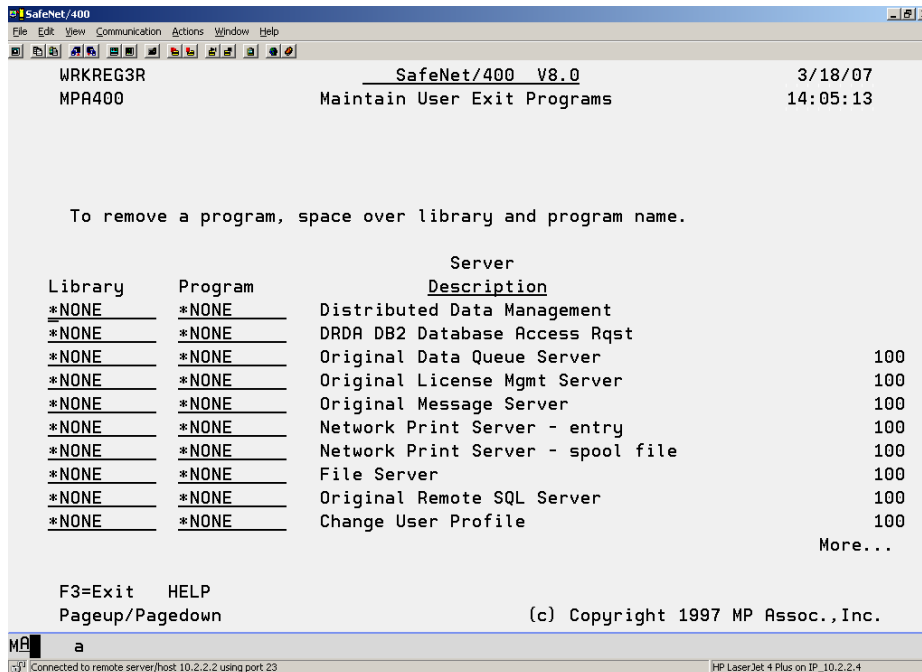 SafeNet/400
File Edit View Communication Actions Window Help
WRKREG3R SafeNet/400 V8.0 3/18/07
MPA400 Maintain User Exit Programs 14:05:13
To remove a program, space over library and program name.
Server
Library Program Description
*NONE *NONE Distributed Data Management
*NONE *NONE DRDA DB2 Database Access Rqst
*NONE *NONE Original Data Queue Server 100
*NONE *NONE Original License Mgmt Server 100
*NONE *NONE Original Message Server 100
*NONE *NONE Network Print Server - entry 100
*NONE *NONE Network Print Server - spool file 100
*NONE *NONE File Server 100
*NONE *NONE Original Remote SQL Server 100
*NONE *NONE Change User Profile 100
More...
F3=Exit HELP
Pageup/Pagedown (c) Copyright 1997 MP Assoc.,Inc.
MA a
Connected to remote server/host 10.2.2.2 using port 23 HP LaserJet 4 Plus on IP_10.2.2.4